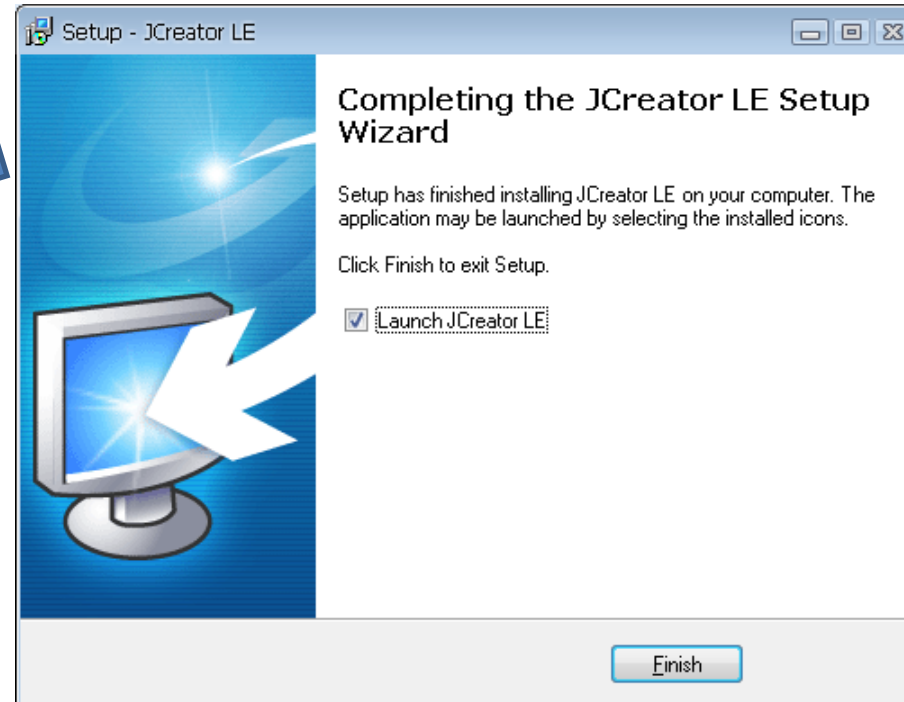 Setup - JCreator LE
Completing the JCreator LE Setup
Wizard
Setup has finished installing JCreator LE on your computer. The
application may be launched by selecting the installed icons.
Click Finish to exit Setup.
Launch JCreator LE
Finish